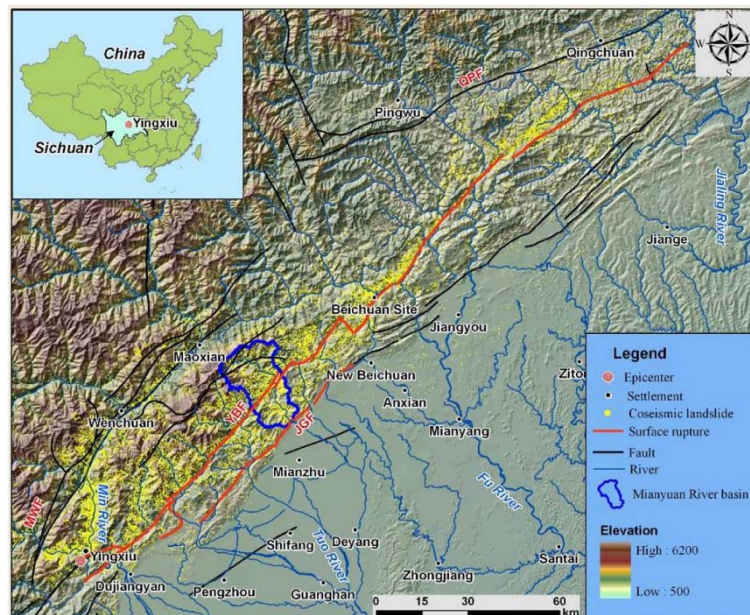 China
Yingxiu
Sichuan
N
W
E
S
Qingchuan
QPF
Pingwu
Jialing River
Jiange
Beichuan Site
Jiangyou
Maoxian
New Beichuan
Zito
Wenchuan
YBF
JGF
Anxian
Mianyang
Mianzhu
Fu River
MWF
Min River
Yingxiu
Shifang
Tuo River
Deyang
Santai
Dujiangyan
Pengzhou
Guanghan
Zhongjiang
0 15 30 60
km
Legend
Epicenter
Settlement
Coseismic landslide
Surface rupture
Fault
River
Mianyuan River basin
Elevation
High : 6200
Low : 500